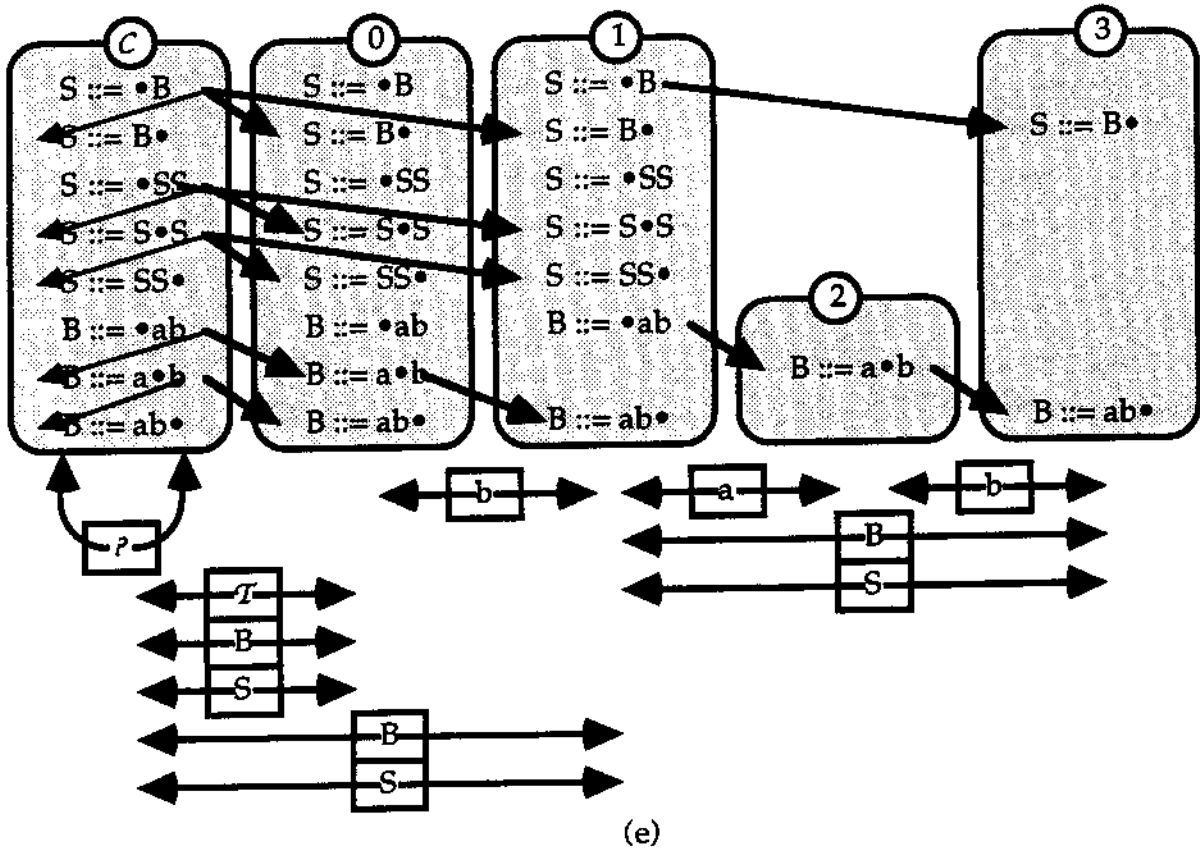 C
S ::= •B
S ::= B•
S ::= •SS
S ::= S•S
S ::= SS•
B ::= •ab
B ::= a•b
B ::= ab•
0
S ::= •B
S ::= B•
S ::= •SS
S ::= S•S
S ::= SS•
B ::= •ab
B ::= a•b
B ::= ab•
1
S ::= •B
S ::= B•
S ::= •SS
S ::= S•S
S ::= SS•
B ::= •ab
B ::= ab•
2
B ::= a•b
3
S ::= B•
B ::= ab•
b
a
b
B
S
?
T
B
S
B
S
(e)